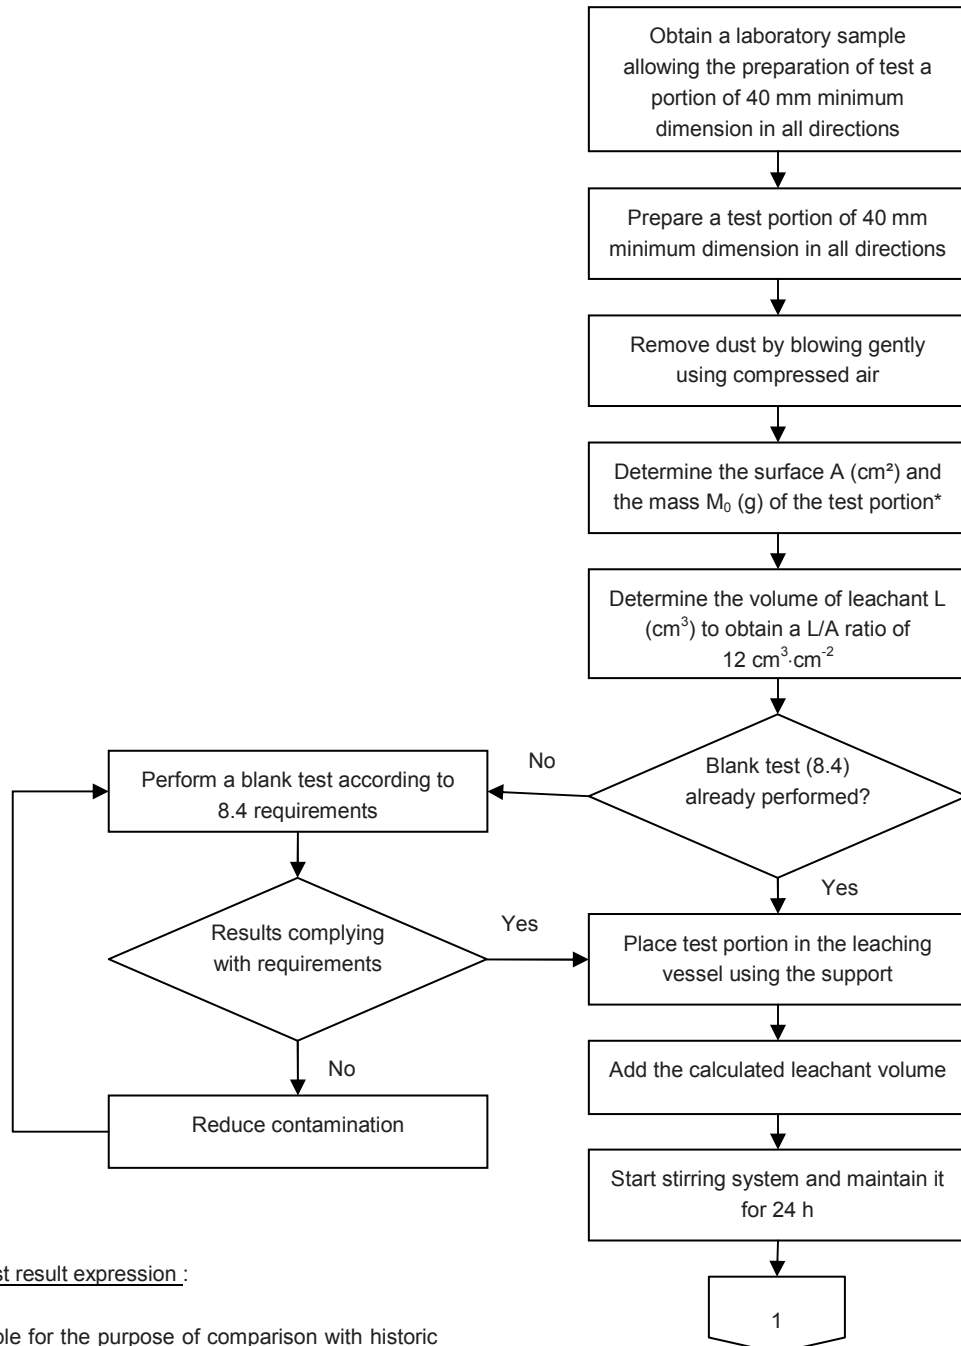 Obtain a laboratory sample
allowing the preparation of test a
portion of 40 mm minimum
dimension in all directions
Prepare a test portion of 40 mm
minimum dimension in all directions
Remove dust by blowing gently
using compressed air
Determine the surface A (cm²) and
the mass M₀ (g) of the test portion*
Determine the volume of leachant L
(cm³) to obtain a L/A ratio of
12 cm³·cm⁻²
Blank test (8.4)
already performed?
No
Yes
Perform a blank test according to
8.4 requirements
Results complying
with requirements
Yes
No
Reduce contamination
Place test portion in the leaching
vessel using the support
Add the calculated leachant volume
Start stirring system and maintain it
for 24 h
1
result expression :
for the purpose of comparison with historic